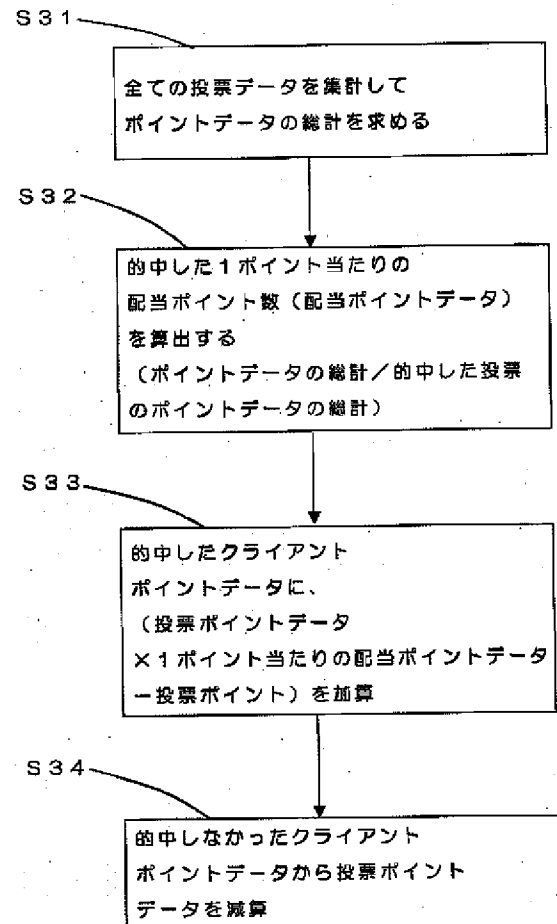 S31
全ての投票データを集計して
ポイントデータの総計を求める
S32
的中した1ポイント当たりの
配当ポイント数(配当ポイントデータ)
を算出する
(ポイントデータの総計/的中した投票
のポイントデータの総計)
S33
的中したクライアント
ポイントデータに、
(投票ポイントデータ
×1ポイント当たりの配当ポイントデータ
ー投票ポイント)を加算
S34
的中しなかったクライアント
ポイントデータから投票ポイント
データを減算